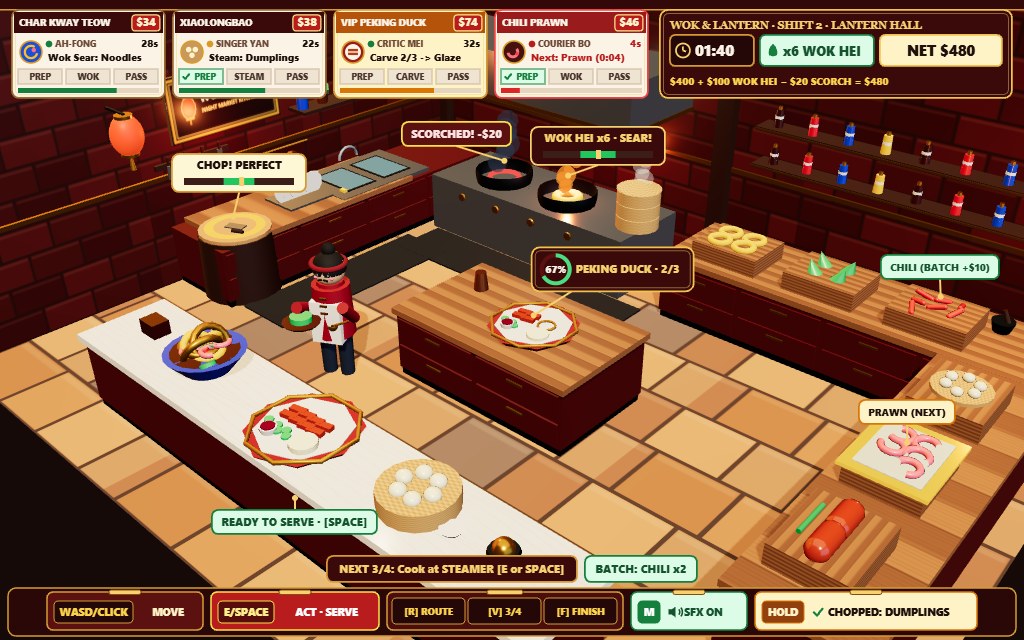 CHAR KWAY TEOW $34
AH-FONG 28s
Wok Sear: Noodles
PREP WOK PASS
XIAOLONGBAO $38
SINGER YAN 22s
Steam: Dumplings
✓ PREP STEAM PASS
VIP PEKING DUCK $74
CRITIC MEI 32s
Carve 2/3 -> Glaze
PREP CARVE PASS
CHILI PRAWN $46
COURIER BO 4s
Next: Prawn (0:04)
✓ PREP WOK PASS
WOK & LANTERN · SHIFT 2 · LANTERN HALL
01:40 x6 WOK HEI NET $480
$400 + $100 WOK HEI – $20 SCORCH = $480
SCORCHED! -$20
WOK HEI x6 · SEAR!
CHOP! PERFECT
67% PEKING DUCK · 2/3
CHILI (BATCH +$10)
PRAWN (NEXT)
READY TO SERVE · [SPACE]
NEXT 3/4: Cook at STEAMER [E or SPACE]
BATCH: CHILI x2
WASD/CLICK MOVE
E/SPACE ACT · SERVE
[R] ROUTE [V] 3/4 [F] FINISH
M SFX ON
HOLD ✓ CHOPPED: DUMPLINGS